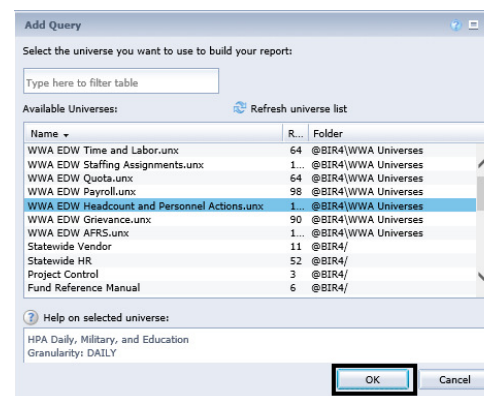 Add Query
Select the universe you want to use to build your report:
Type here to filter table
Available Universes: Refresh universe list
Name R... Folder
WWA EDW Time and Labor.unx 64 @BIR4\WWA Universes
WWA EDW Staffing Assignments.unx 1... @BIR4\WWA Universes
WWA EDW Quota.unx 64 @BIR4\WWA Universes
WWA EDW Payroll.unx 98 @BIR4\WWA Universes
WWA EDW Headcount and Personnel Actions.unx 1... @BIR4\WWA Universes
WWA EDW Grievance.unx 90 @BIR4\WWA Universes
WWA EDW AFRS.unx 1... @BIR4\WWA Universes
Statewide Vendor 11 @BIR4/
Statewide HR 52 @BIR4/
Project Control 3 @BIR4/
Fund Reference Manual 6 @BIR4/
? Help on selected universe:
HPA Daily, Military, and Education
Granularity: DAILY
OK Cancel